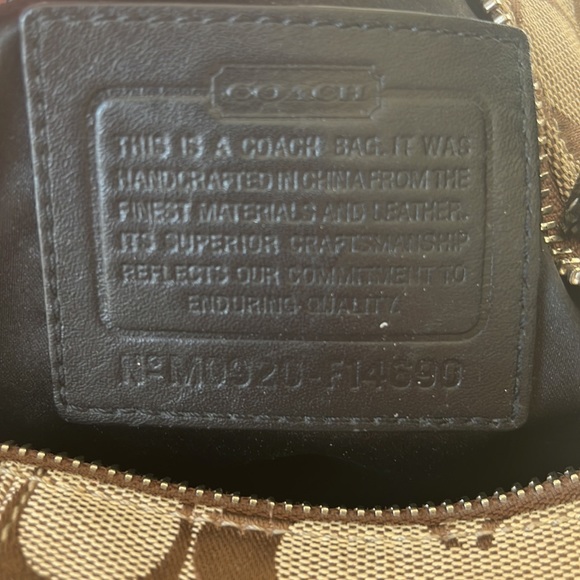 COACH
THIS IS A COACH BAG. IT WAS
HANDCRAFTED IN CHINA FROM THE
FINEST MATERIALS AND LEATHER.
ITS SUPERIOR CRAFTSMANSHIP
REFLECTS OUR COMMITMENT TO
ENDURING QUALITY.
Nº M0920-F14690